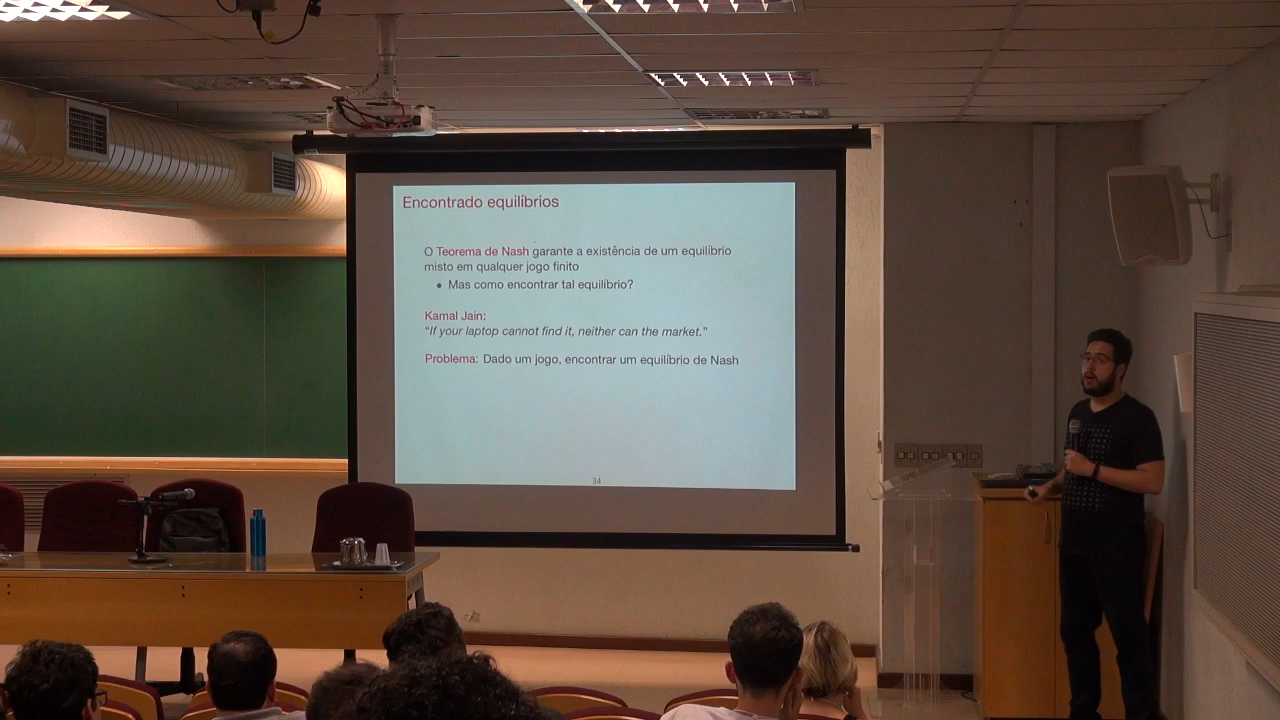 Encontrado equilíbrios
O Teorema de Nash garante a existência de um equilíbrio
misto em qualquer jogo finito
• Mas como encontrar tal equilíbrio?
Kamal Jain:
“If your laptop cannot find it, neither can the market.”
Problema: Dado um jogo, encontrar um equilíbrio de Nash
34